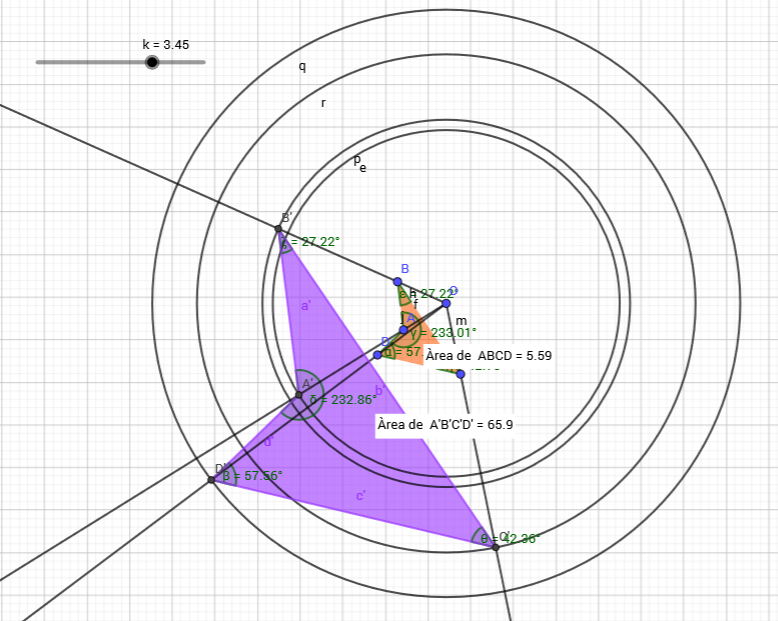 k = 3.45
q
r
p
e
B'
27.22°
B
27.22°
O
f
a'
A
m
γ = 233.01°
D
57.
Àrea de ABCD = 5.59
A'
b'
δ = 232.86°
Àrea de A'B'C'D' = 65.9
d'
D'
β = 57.56°
c'
C'
θ = 42.36°